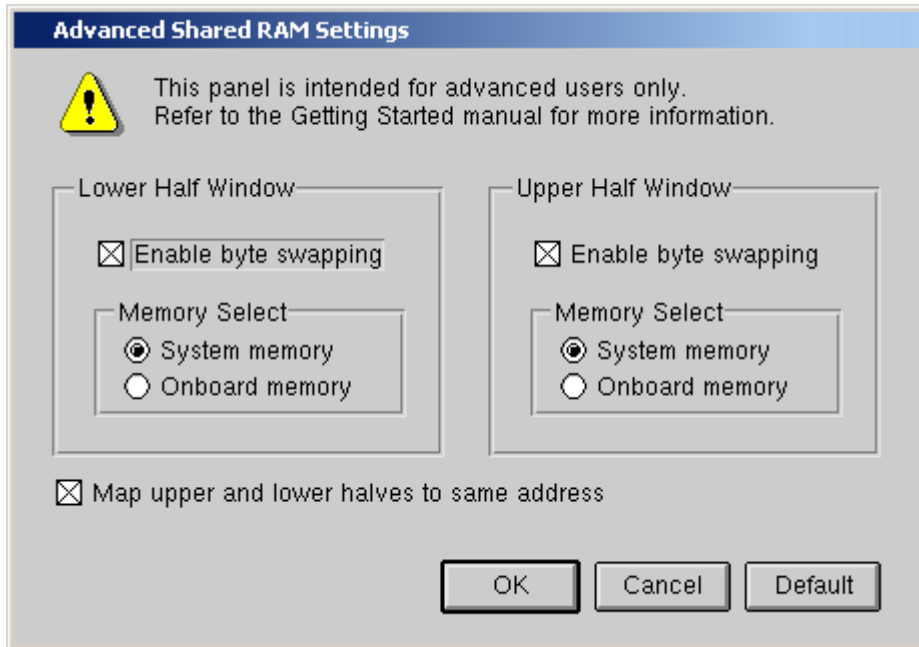 Advanced Shared RAM Settings
This panel is intended for advanced users only.
Refer to the Getting Started manual for more information.
Lower Half Window
Enable byte swapping
Memory Select
System memory
Onboard memory
Upper Half Window
Enable byte swapping
Memory Select
System memory
Onboard memory
Map upper and lower halves to same address
OK
Cancel
Default